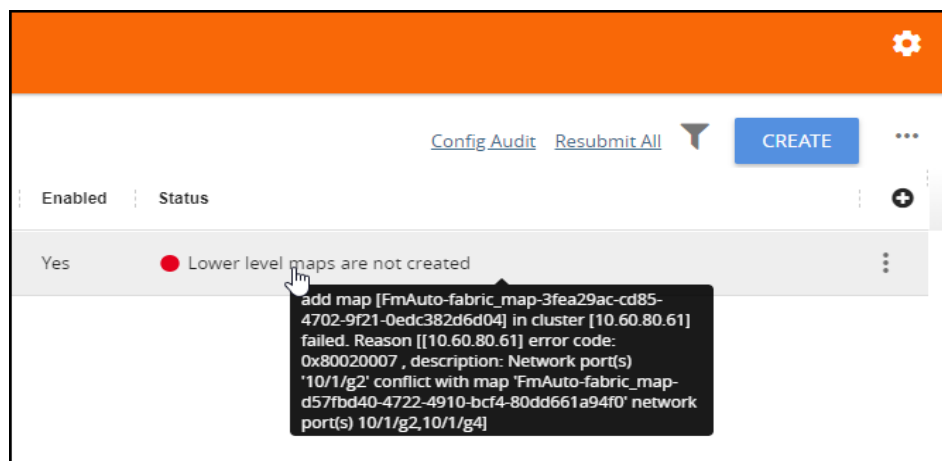 Config Audit Resubmit All CREATE
Enabled Status
Yes Lower level maps are not created
add map [FmAuto-fabric_map-3fea29ac-cd85-
4702-9f21-0edc382d6d04] in cluster [10.60.80.61]
failed. Reason [[10.60.80.61] error code:
0x80020007 , description: Network port(s)
'10/1/g2' conflict with map 'FmAuto-fabric_map-
d57fbd40-4722-4910-bcf4-80dd661a94f0' network
port(s) 10/1/g2,10/1/g4]